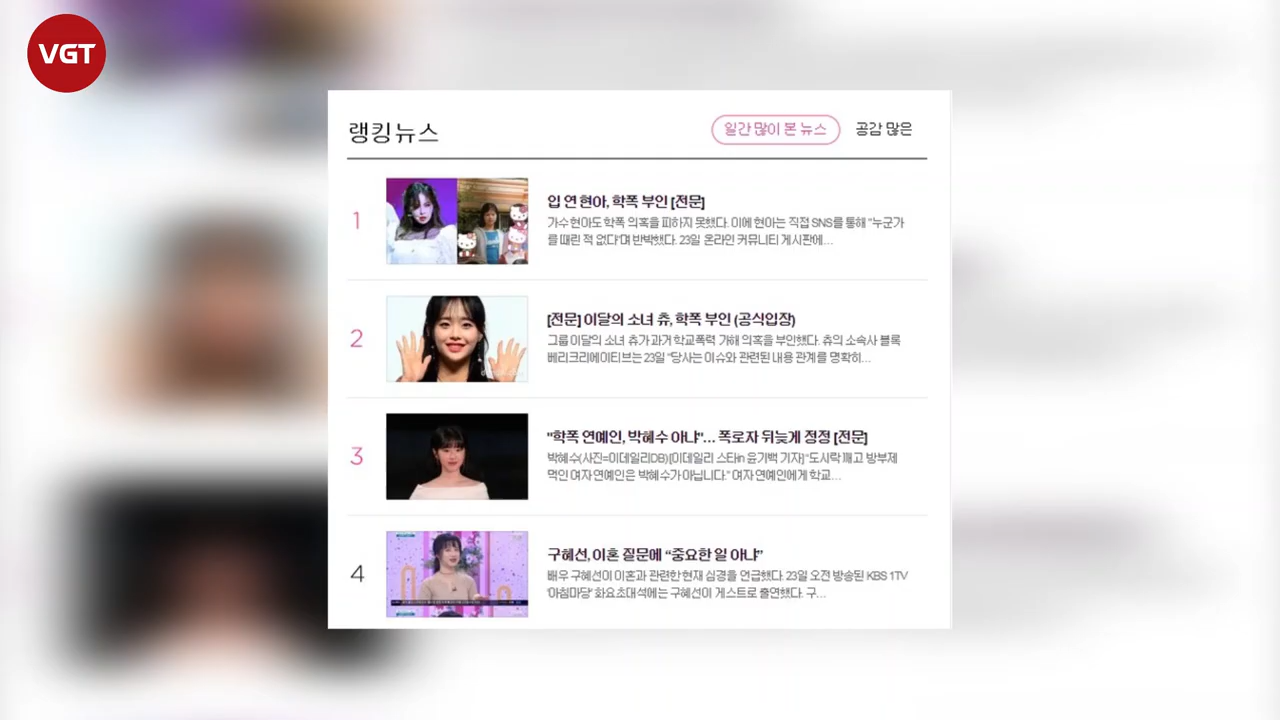 VGT
랭킹뉴스
일간 많이 본 뉴스
공감 많은
1
입 연 현아, 학폭 부인 [전문]
가수 현아도 학폭 의혹을 피하지 못했다. 이에 현아는 직접 SNS를 통해 "누군가
를 때린 적 없다"며 반박했다. 23일 온라인 커뮤니티 게시판에...
2
[전문] 이달의 소녀 츄, 학폭 부인 (공식입장)
그룹 이달의 소녀 츄가 과거 학교폭력 가해 의혹을 부인했다. 츄의 소속사 블록
베리크리에이티브는 23일 "당사는 이슈와 관련된 내용 관계를 명확히...
3
"학폭 연예인, 박혜수 아냐"... 폭로자 뒤늦게 정정 [전문]
박혜수(사진=이데일리DB) [이데일리 스타in 윤기백 기자] "도시락 깨고 방부제
먹인 여자 연예인은 박혜수가 아닙니다." 여자 연예인에게 학교...
4
구혜선, 이혼 질문에 “중요한 일 아냐”
배우 구혜선이 이혼과 관련한 현재 심경을 언급했다. 23일 오전 방송된 KBS 1TV
'아침마당' 화요초대석에는 구혜선이 게스트로 출연했다. 구...